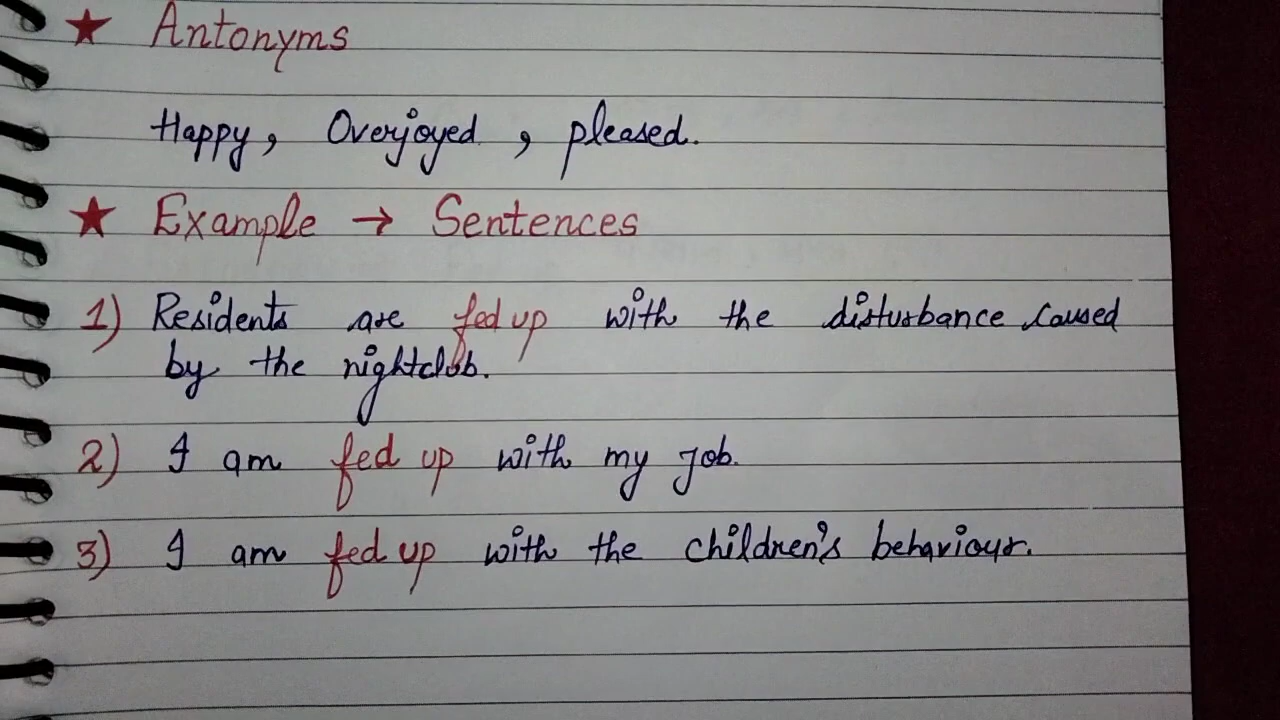 ★ Antonyms
Happy, Overjoyed, pleased.
★ Example → Sentences
1) Residents are fed up with the disturbance caused
by the nightclub.
2) I am fed up with my job.
3) I am fed up with the children's behaviour.